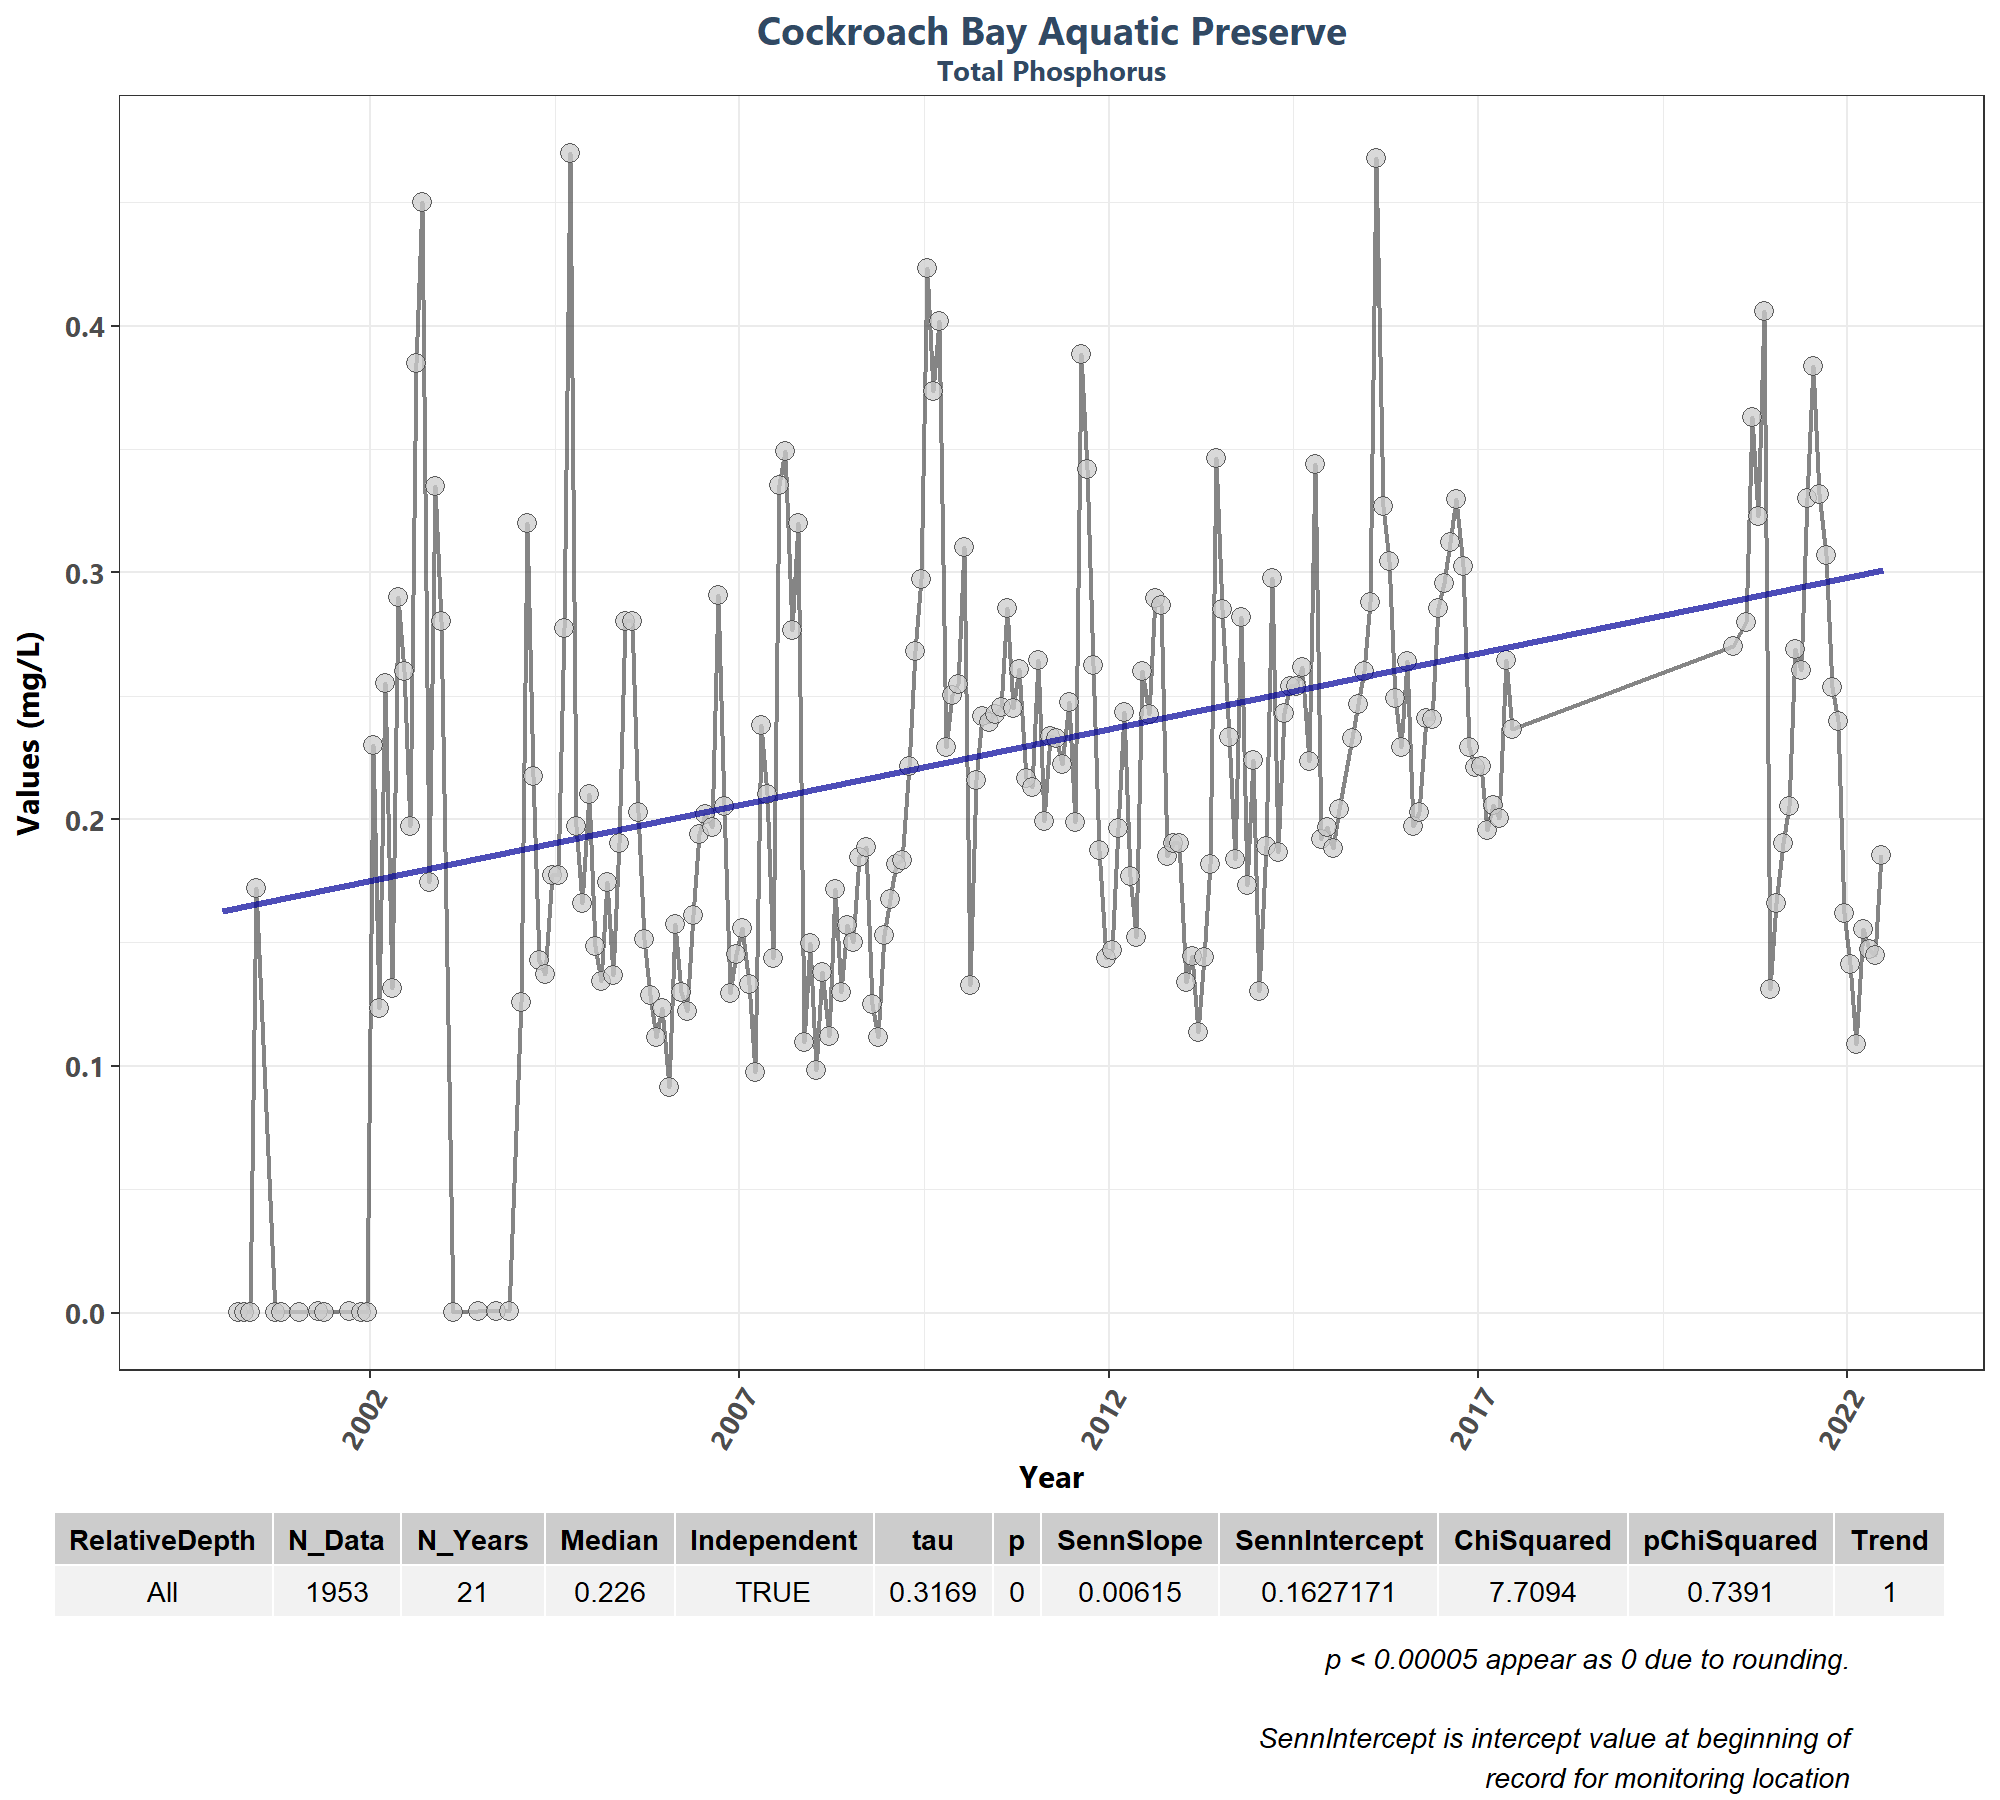 Cockroach Bay Aquatic Preserve
Total Phosphorus
Values (mg/L)
0.4
0.3
0.2
0.1
0.0
2002 2007 2012 2017 2022
Year
RelativeDepth N_Data N_Years Median Independent tau p SennSlope SennIntercept ChiSquared pChiSquared Trend
All 1953 21 0.226 TRUE 0.3169 0 0.00615 0.1627171 7.7094 0.7391 1
p < 0.00005 appear as 0 due to rounding.
SennIntercept is intercept value at beginning of
record for monitoring location